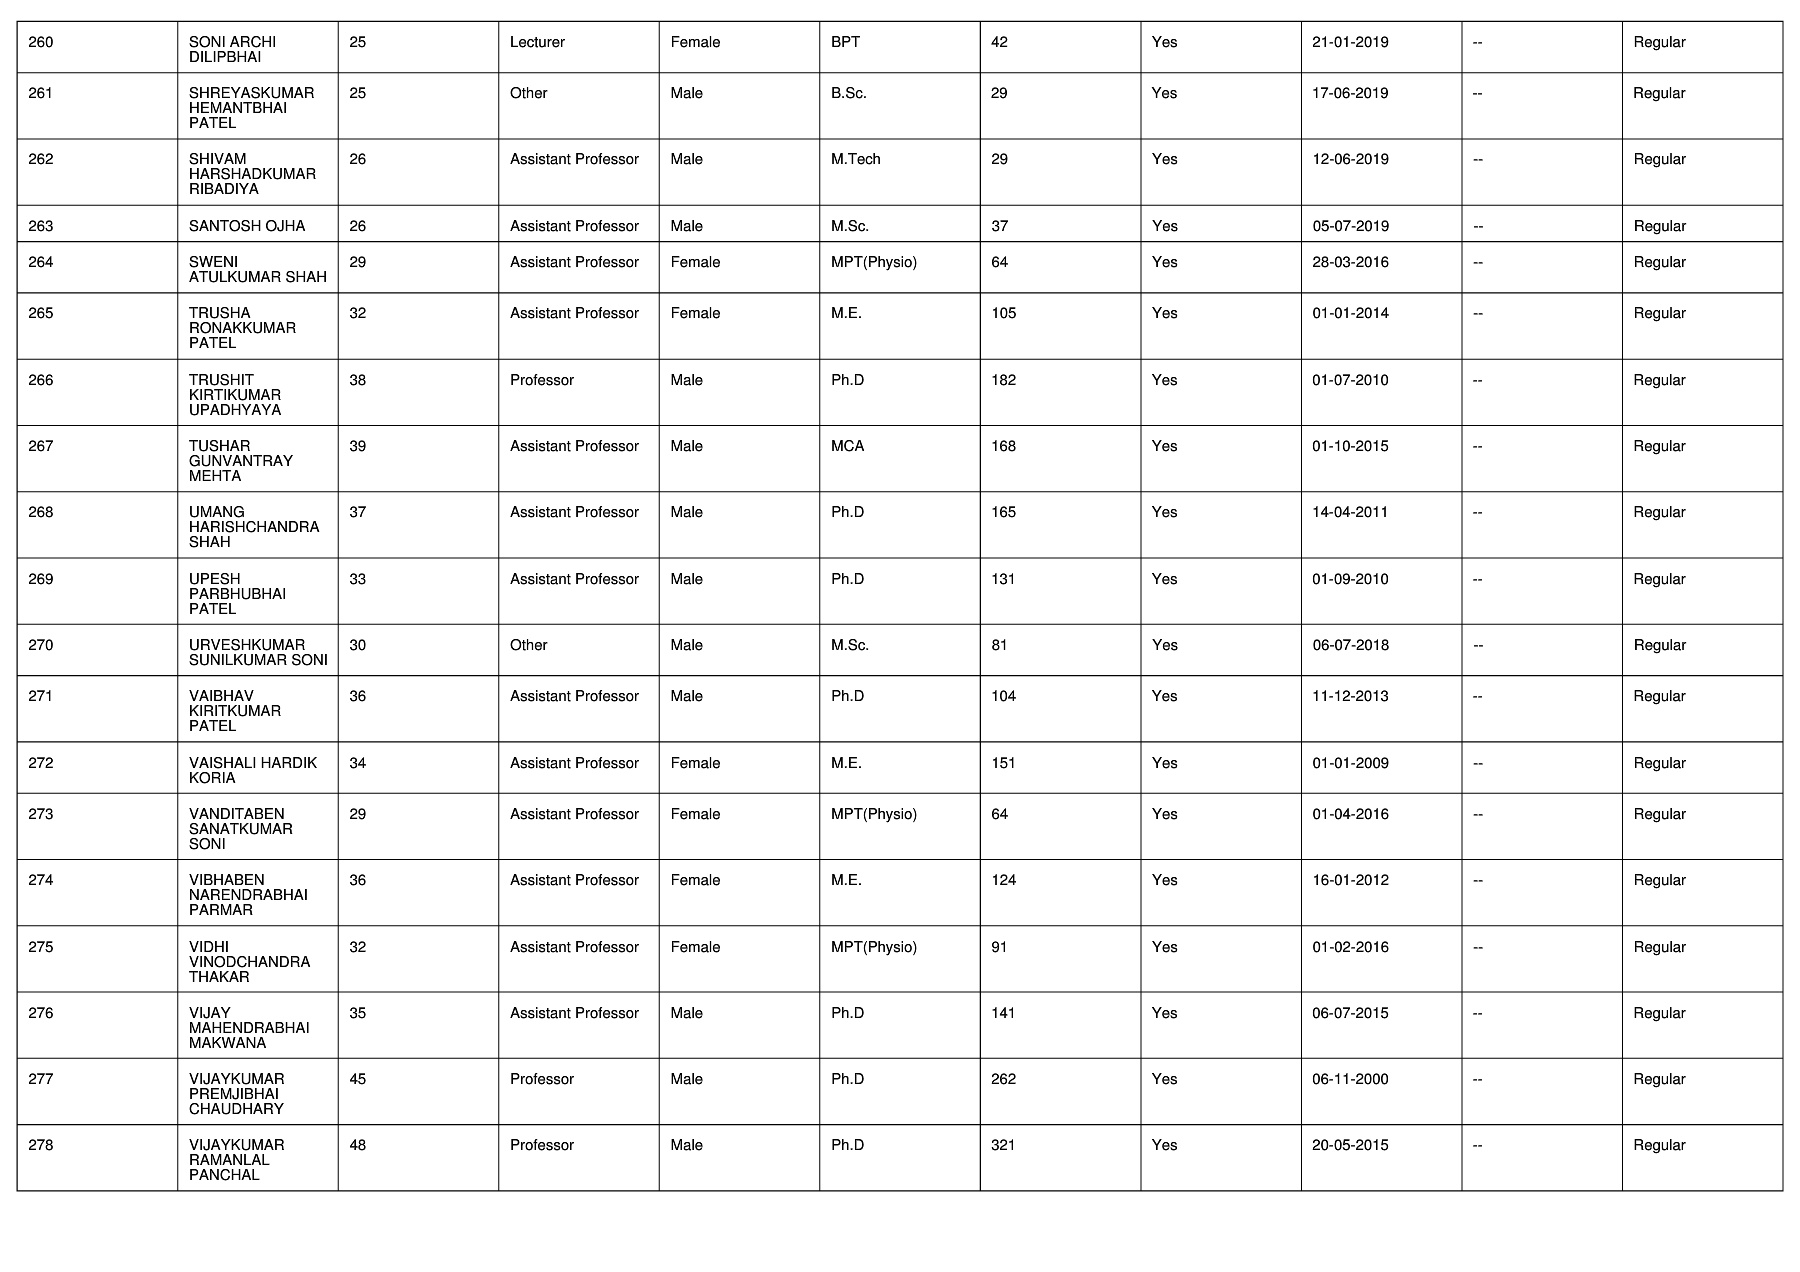 260 SONI ARCHI 25 Lecturer Female BPT 42 Yes 21-01-2019 -- Regular
DILIPBHAI
261 SHREYASKUMAR 25 Other Male B.Sc. 29 Yes 17-06-2019 -- Regular
HEMANTBHAI
PATEL
262 SHIVAM 26 Assistant Professor Male M.Tech 29 Yes 12-06-2019 -- Regular
HARSHADKUMAR
RIBADIYA
263 SANTOSH OJHA 26 Assistant Professor Male M.Sc. 37 Yes 05-07-2019 -- Regular
264 SWENI 29 Assistant Professor Female MPT(Physio) 64 Yes 28-03-2016 -- Regular
ATULKUMAR SHAH
265 TRUSHA 32 Assistant Professor Female M.E. 105 Yes 01-01-2014 -- Regular
RONAKKUMAR
PATEL
266 TRUSHIT 38 Professor Male Ph.D 182 Yes 01-07-2010 -- Regular
KIRTIKUMAR
UPADHYAYA
267 TUSHAR 39 Assistant Professor Male MCA 168 Yes 01-10-2015 -- Regular
GUNVANTRAY
MEHTA
268 UMANG 37 Assistant Professor Male Ph.D 165 Yes 14-04-2011 -- Regular
HARISHCHANDRA
SHAH
269 UPESH 33 Assistant Professor Male Ph.D 131 Yes 01-09-2010 -- Regular
PARBHUBHAI
PATEL
270 URVESHKUMAR 30 Other Male M.Sc. 81 Yes 06-07-2018 -- Regular
SUNILKUMAR SONI
271 VAIBHAV 36 Assistant Professor Male Ph.D 104 Yes 11-12-2013 -- Regular
KIRITKUMAR
PATEL
272 VAISHALI HARDIK 34 Assistant Professor Female M.E. 151 Yes 01-01-2009 -- Regular
KORIA
273 VANDITABEN 29 Assistant Professor Female MPT(Physio) 64 Yes 01-04-2016 -- Regular
SANATKUMAR
SONI
274 VIBHABEN 36 Assistant Professor Female M.E. 124 Yes 16-01-2012 -- Regular
NARENDRABHAI
PARMAR
275 VIDHI 32 Assistant Professor Female MPT(Physio) 91 Yes 01-02-2016 -- Regular
VINODCHANDRA
THAKAR
276 VIJAY 35 Assistant Professor Male Ph.D 141 Yes 06-07-2015 -- Regular
MAHENDRABHAI
MAKWANA
277 VIJAYKUMAR 45 Professor Male Ph.D 262 Yes 06-11-2000 -- Regular
PREMJIBHAI
CHAUDHARY
278 VIJAYKUMAR 48 Professor Male Ph.D 321 Yes 20-05-2015 -- Regular
RAMANLAL
PANCHAL